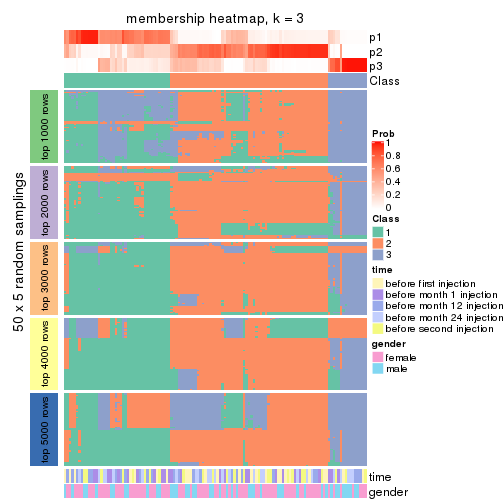 membership heatmap, k = 3
p1
p2
p3
Class
50 x 5 random samplings
top 1000 rows
top 2000 rows
top 3000 rows
top 4000 rows
top 5000 rows
time
gender
Prob
1
0.8
0.6
0.4
0.2
0
Class
1
2
3
time
before first injection
before month 1 injection
before month 12 injection
before month 24 injection
before second injection
gender
female
male